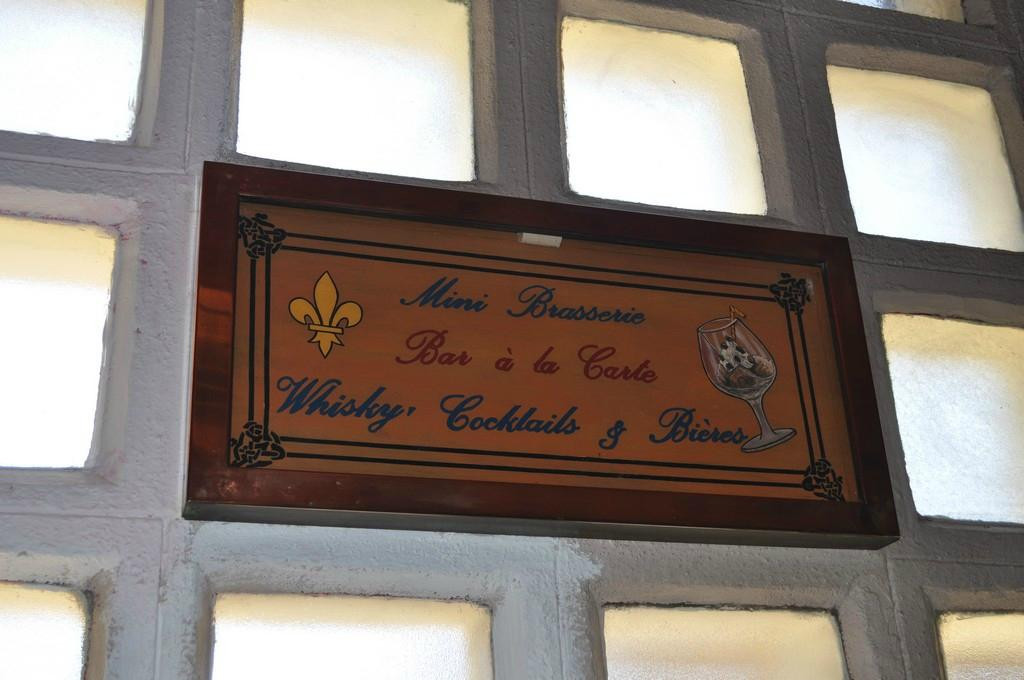 Mini Brasserie
Bar à la Carte
Whisky, Cocktails & Bières